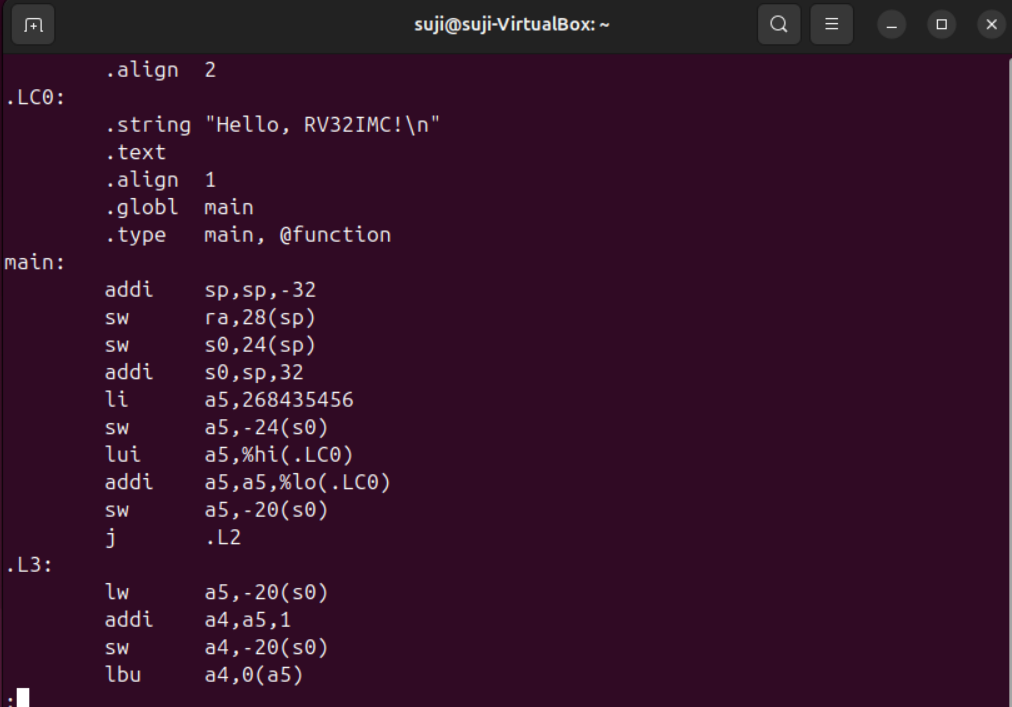 suji@suji-VirtualBox: ~
.align 2
.LC0:
.string "Hello, RV32IMC!\n"
.text
.align 1
.globl main
.type main, @function
main:
addi sp,sp,-32
sw ra,28(sp)
sw s0,24(sp)
addi s0,sp,32
li a5,268435456
sw a5,-24(s0)
lui a5,%hi(.LC0)
addi a5,a5,%lo(.LC0)
sw a5,-20(s0)
j .L2
.L3:
lw a5,-20(s0)
addi a4,a5,1
sw a4,-20(s0)
lbu a4,0(a5)
: